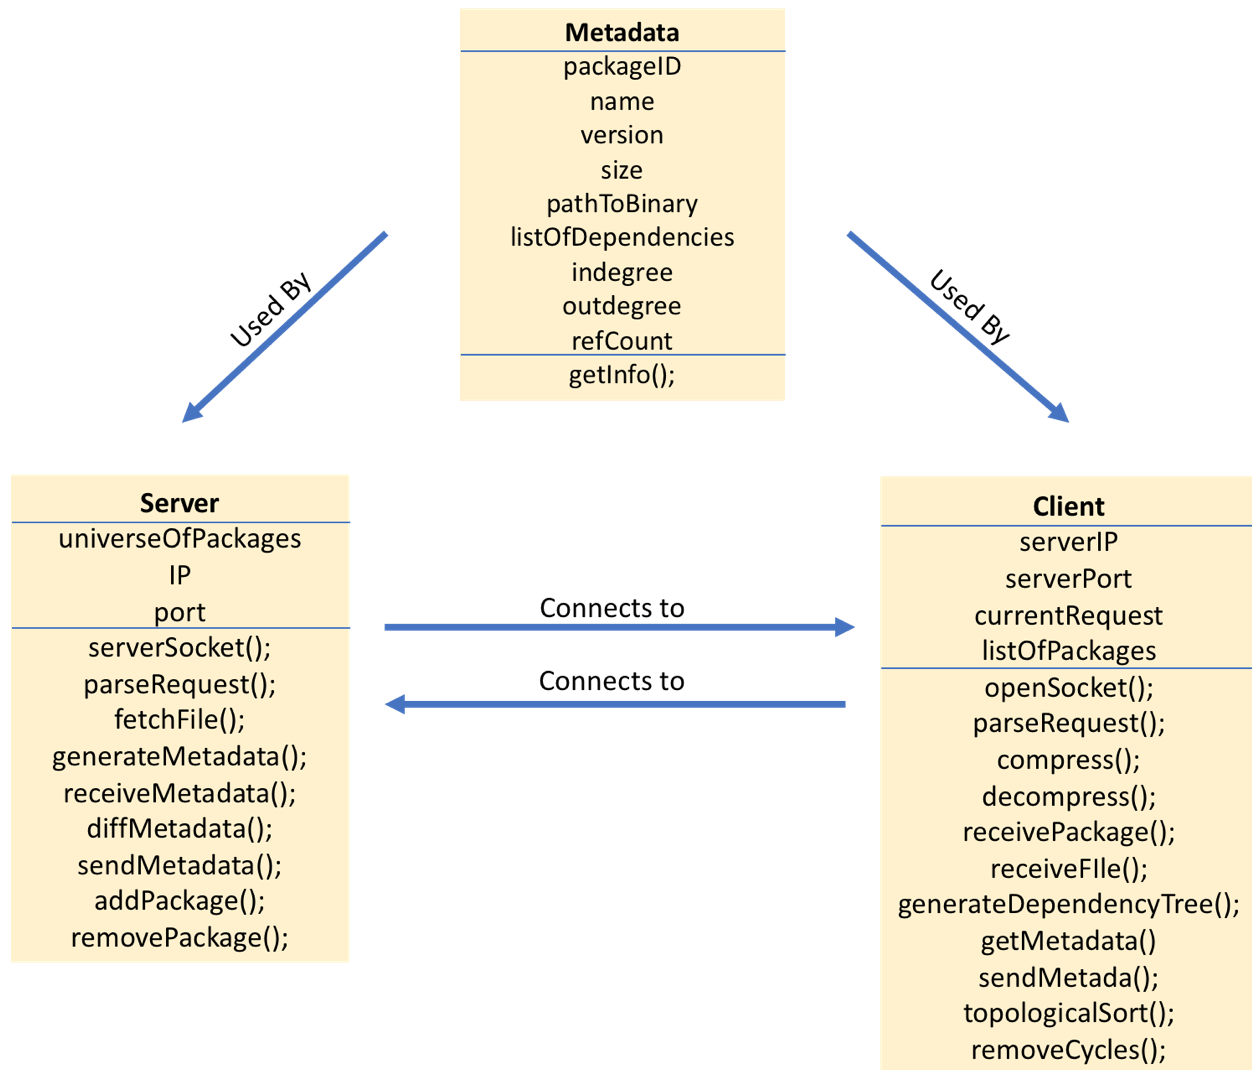 Metadata
packageID
name
version
size
pathToBinary
listOfDependencies
indegree
outdegree
refCount
getInfo();
Used By
Used By
Server
universeOfPackages
IP
port
serverSocket();
parseRequest();
fetchFile();
generateMetadata();
receiveMetadata();
diffMetadata();
sendMetadata();
addPackage();
removePackage();
Connects to
Connects to
Client
serverIP
serverPort
currentRequest
listOfPackages
openSocket();
parseRequest();
compress();
decompress();
receivePackage();
receiveFIle();
generateDependencyTree();
getMetadata()
sendMetada();
topologicalSort();
removeCycles();